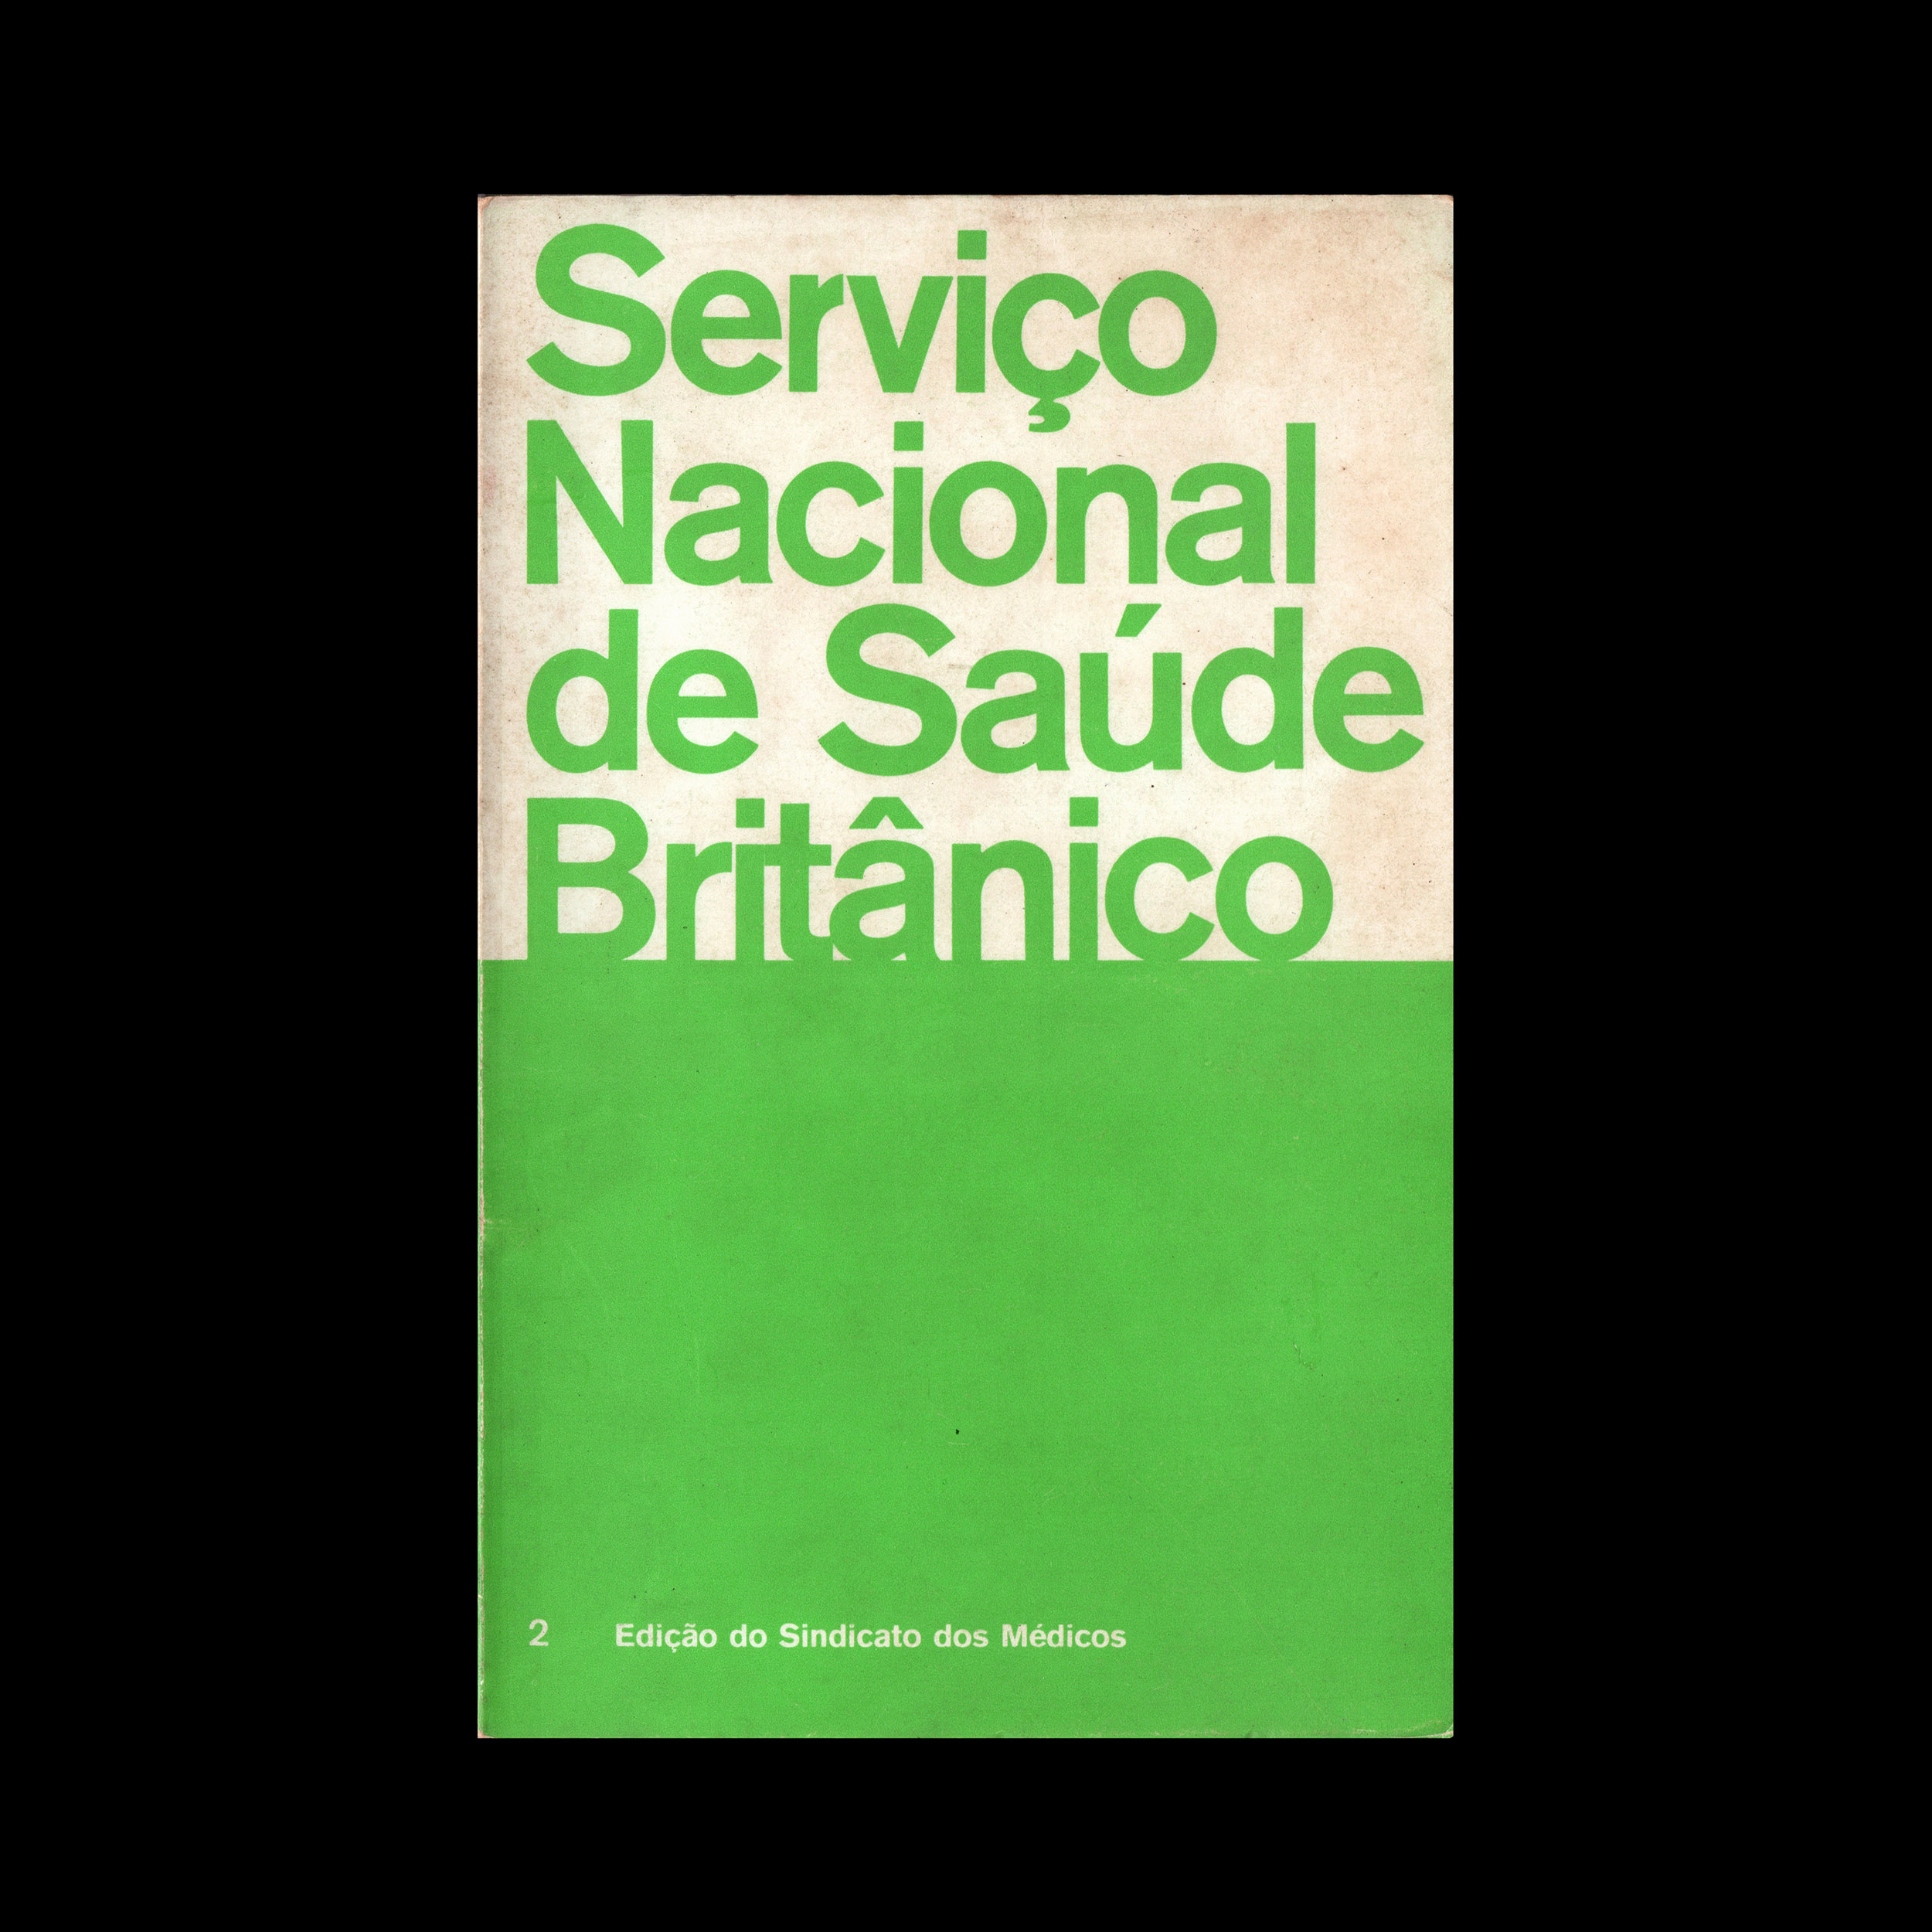 Serviço
Nacional
de Saúde
Britânico
2 Edição do Sindicato dos Médicos